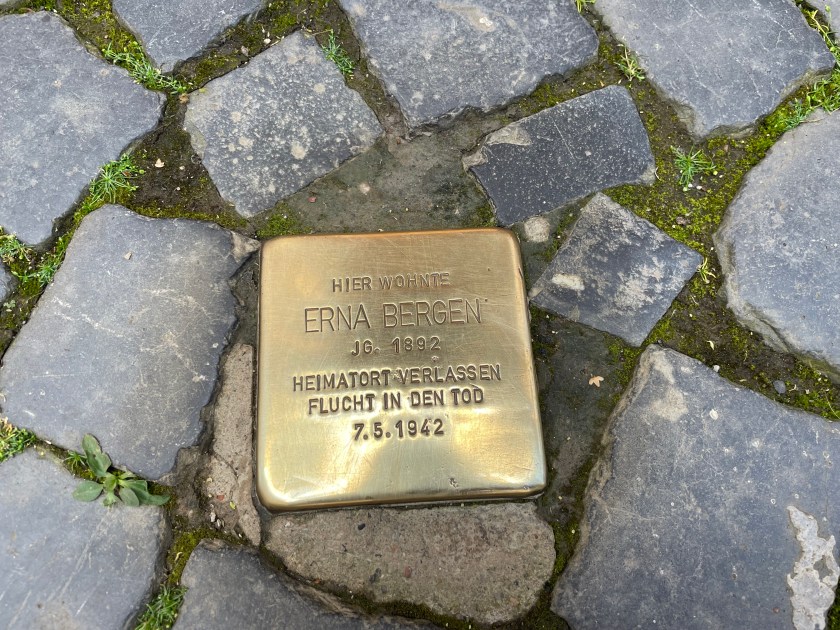 HIER WOHNTE
ERNA BERGEN
JG. 1892
HEIMATORT VERLASSEN
FLUCHT IN DEN TOD
7.5.1942